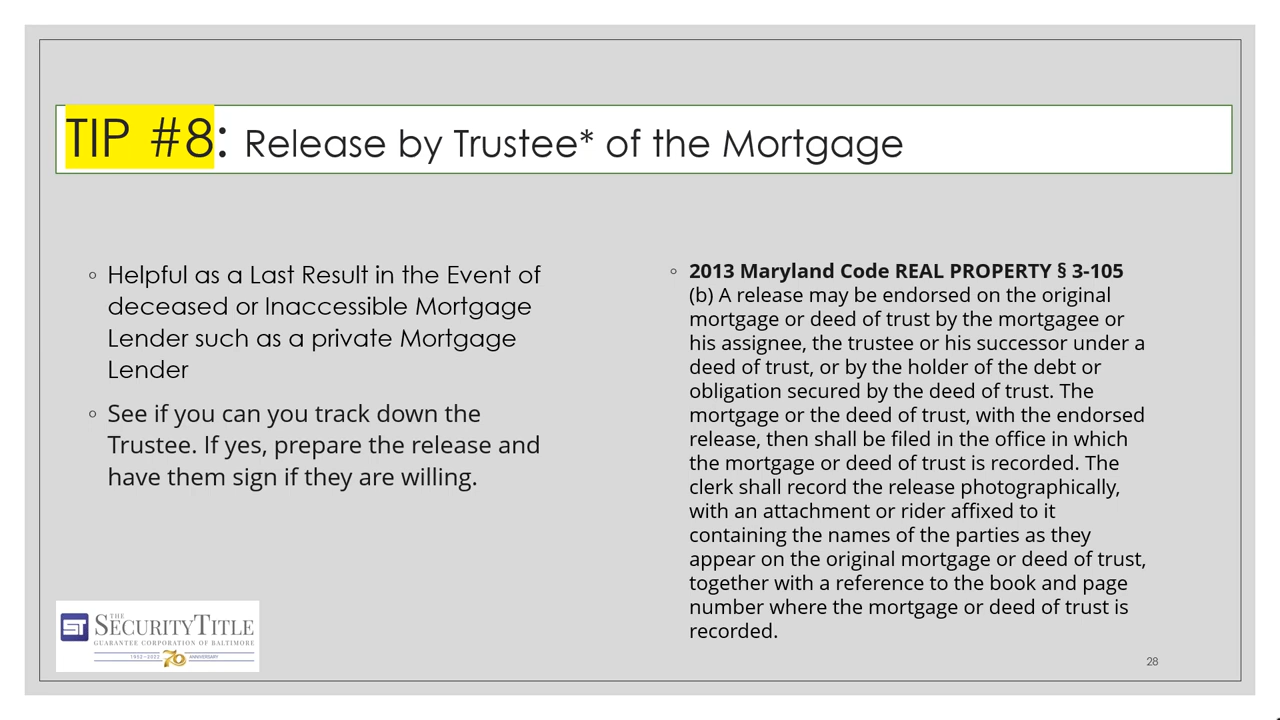 TIP #8: Release by Trustee* of the Mortgage
◦ Helpful as a Last Result in the Event of
deceased or Inaccessible Mortgage
Lender such as a private Mortgage
Lender
◦ See if you can you track down the
Trustee. If yes, prepare the release and
have them sign if they are willing.
◦ 2013 Maryland Code REAL PROPERTY § 3-105
(b) A release may be endorsed on the original
mortgage or deed of trust by the mortgagee or
his assignee, the trustee or his successor under a
deed of trust, or by the holder of the debt or
obligation secured by the deed of trust. The
mortgage or the deed of trust, with the endorsed
release, then shall be filed in the office in which
the mortgage or deed of trust is recorded. The
clerk shall record the release photographically,
with an attachment or rider affixed to it
containing the names of the parties as they
appear on the original mortgage or deed of trust,
together with a reference to the book and page
number where the mortgage or deed of trust is
recorded.
ST
THE
SECURITYTITLE
GUARANTEE CORPORATION OF BALTIMORE
1952-2022 70 ANNIVERSARY
28